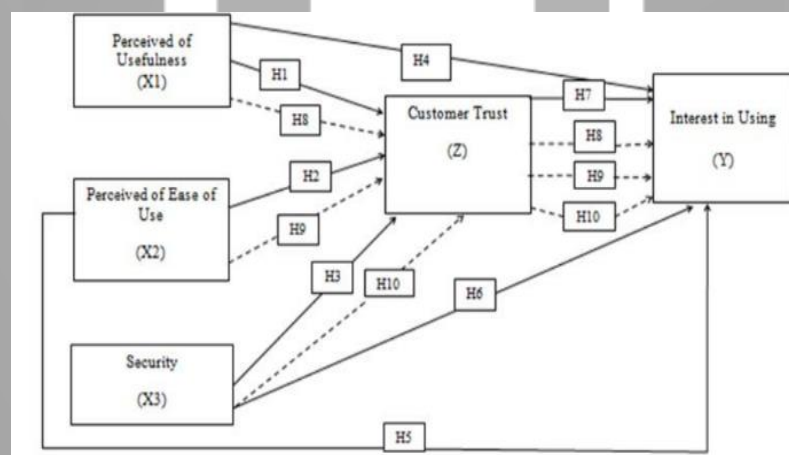 Perceived of
Usefulness
(X1)
H1
H4
H8
Customer Trust
(Z)
H7
H8
H9
H10
Interest in Using
(Y)
Perceived of Ease of
Use
(X2)
H2
H9
H3
H10
H6
Security
(X3)
H5